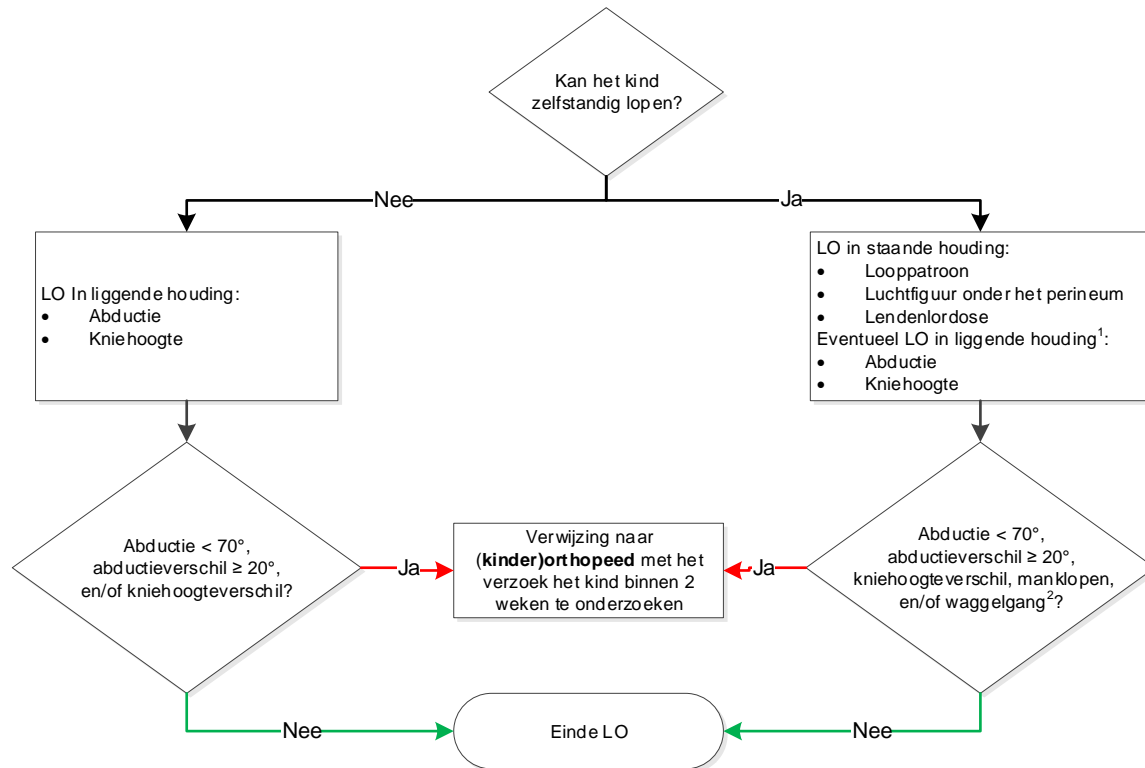 Kan het kind
zelfstandig lopen?
Nee
Ja
LO In liggende houding:
• Abductie
• Kniehoogte
LO in staande houding:
• Looppatroon
• Luchtfiguur onder het perineum
• Lendenlordose
Eventueel LO in liggende houding¹:
• Abductie
• Kniehoogte
Abductie < 70°,
abductieverschil ≥ 20°,
en/of kniehoogteverschil?
Ja
Verwijzing naar
(kinder)orthopeed met het
verzoek het kind binnen 2
weken te onderzoeken
Ja
Abductie < 70°,
abductieverschil ≥ 20°,
kniehoogteverschil, manklopen,
en/of waggelgang²?
Nee
Einde LO
Nee